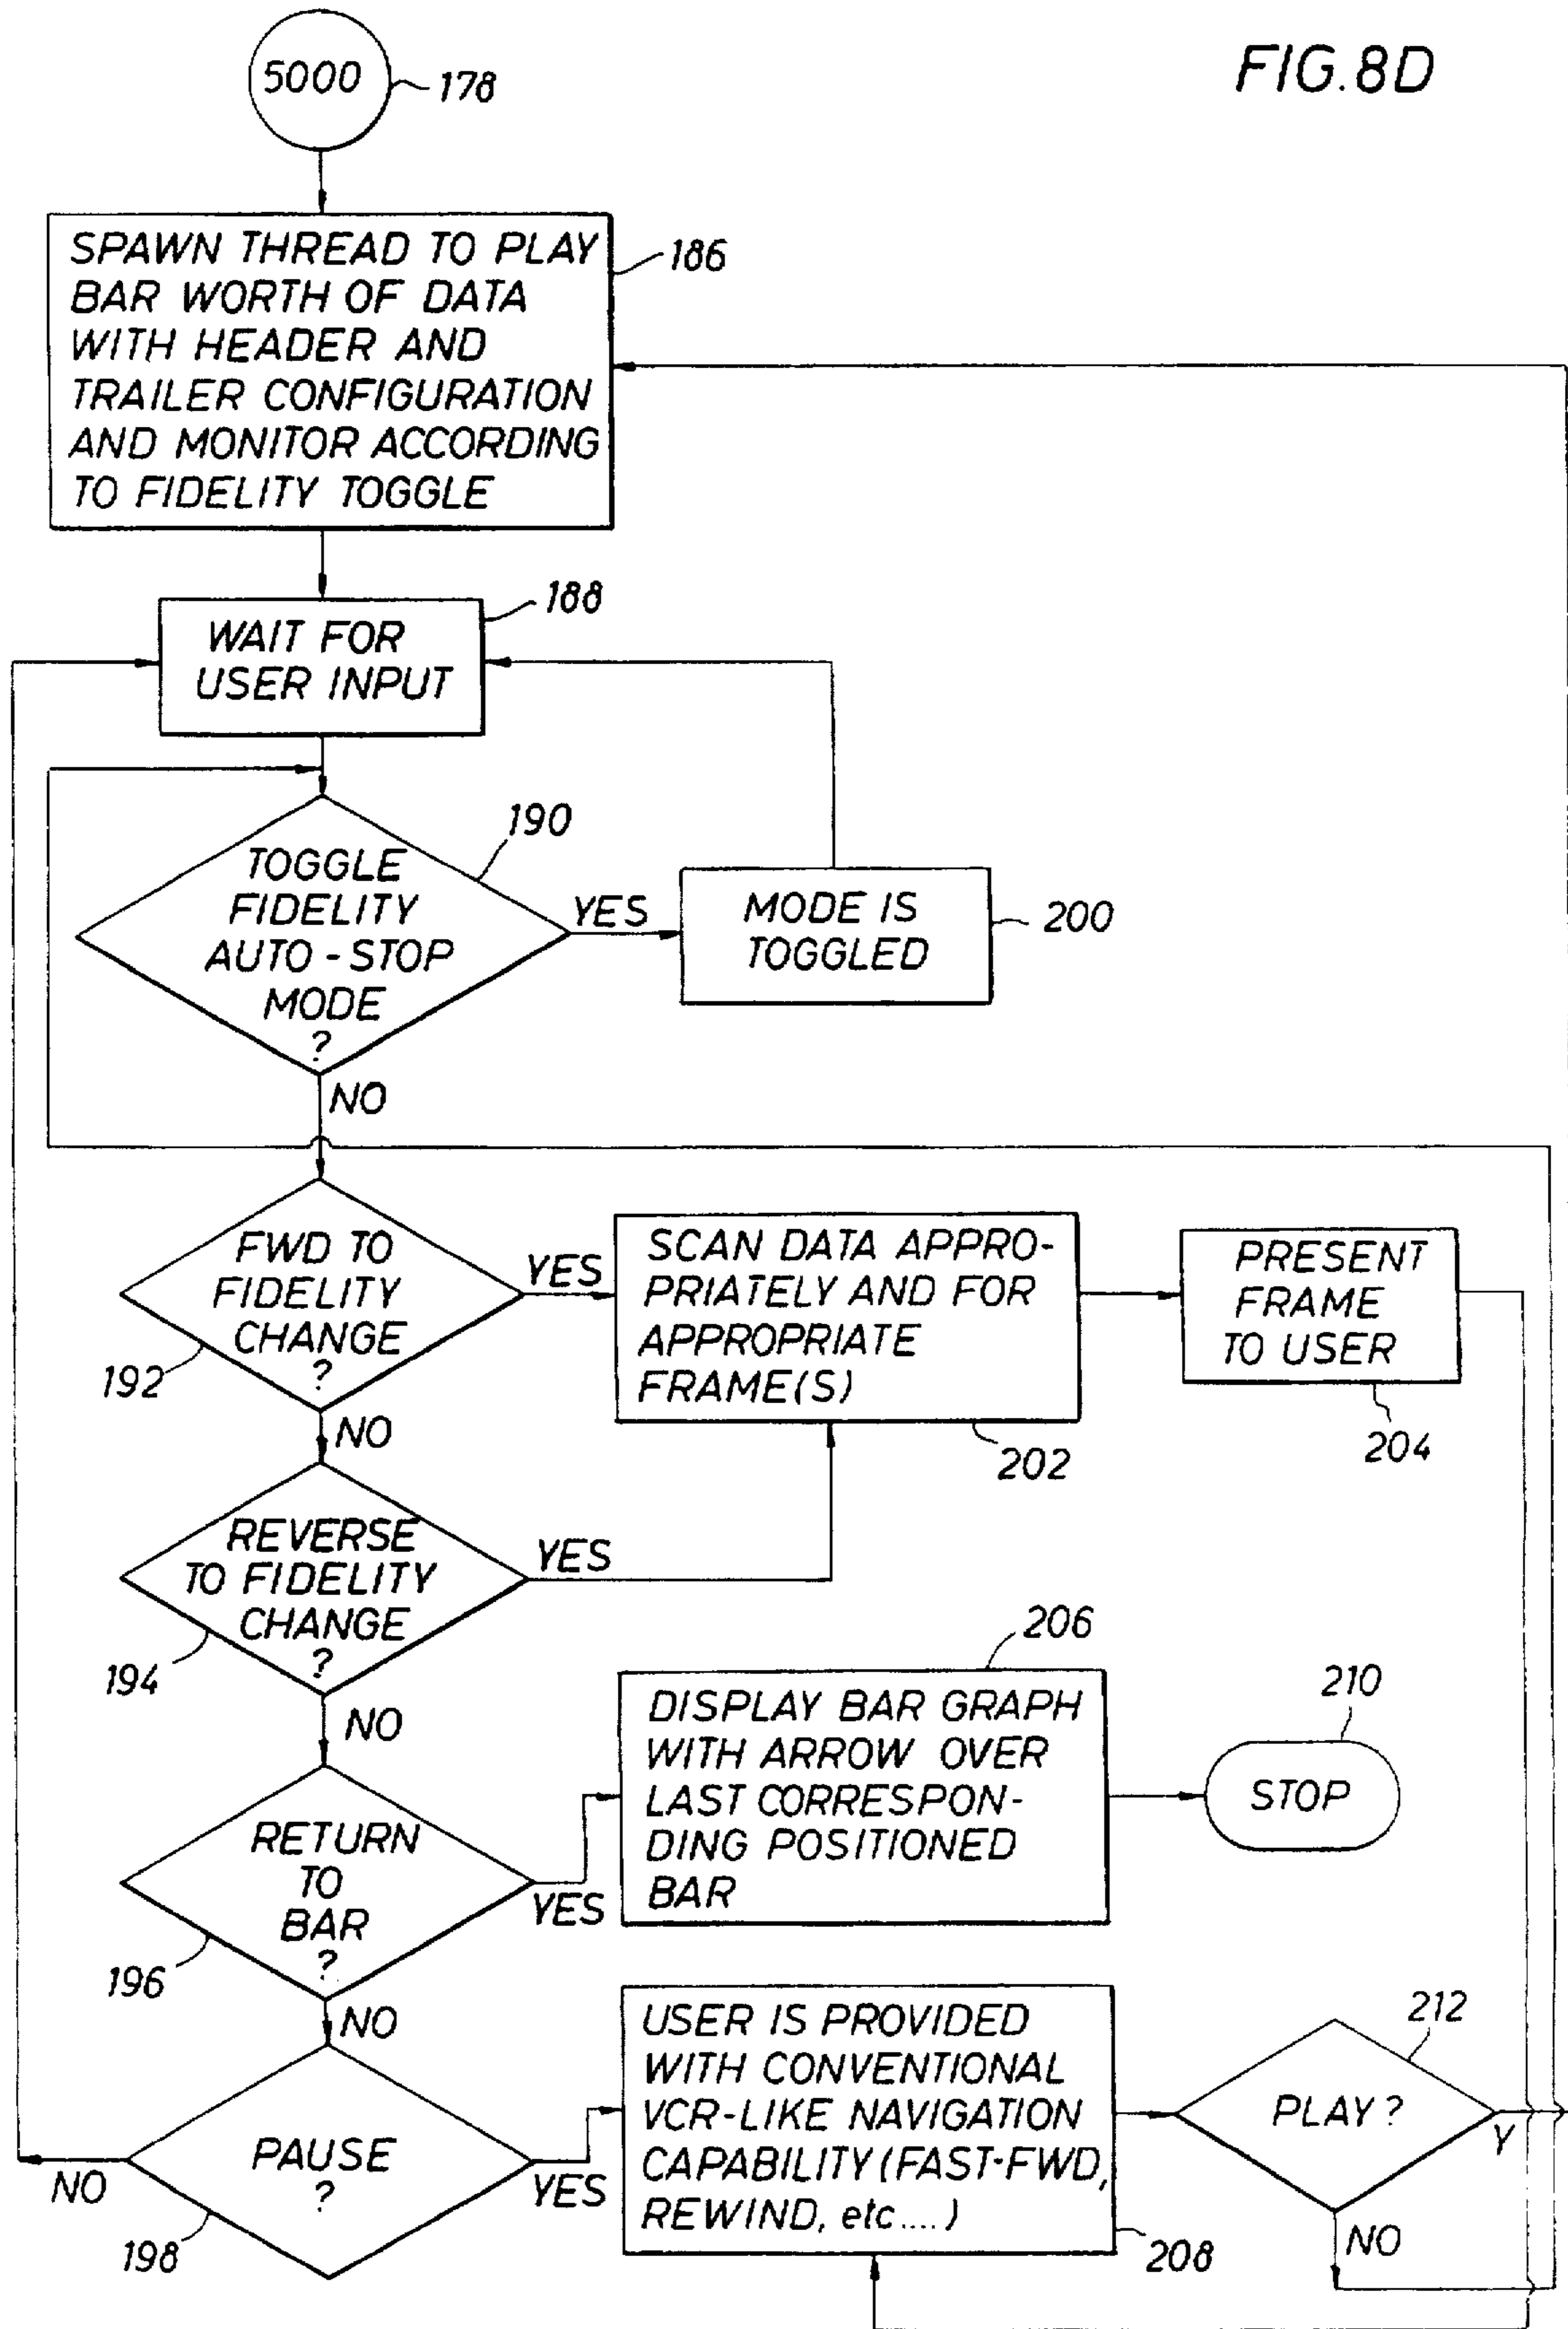 FIG.8D
5000
178
SPAWN THREAD TO PLAY
BAR WORTH OF DATA
WITH HEADER AND
TRAILER CONFIGURATION
AND MONITOR ACCORDING
TO FIDELITY TOGGLE
186
WAIT FOR
USER INPUT
188
TOGGLE
FIDELITY
AUTO-STOP
MODE
?
190
YES
MODE IS
TOGGLED
200
NO
FWD TO
FIDELITY
CHANGE
?
192
YES
SCAN DATA APPRO-
PRIATELY AND FOR
APPROPRIATE
FRAME(S)
202
PRESENT
FRAME
TO USER
204
NO
REVERSE
TO FIDELITY
CHANGE
?
194
YES
NO
RETURN
TO
BAR
?
196
YES
206
DISPLAY BAR GRAPH
WITH ARROW OVER
LAST CORRESPON-
DING POSITIONED
BAR
210
STOP
NO
PAUSE
?
198
NO
YES
USER IS PROVIDED
WITH CONVENTIONAL
VCR-LIKE NAVIGATION
CAPABILITY (FAST-FWD,
REWIND, etc....)
208
212
PLAY?
Y
NO